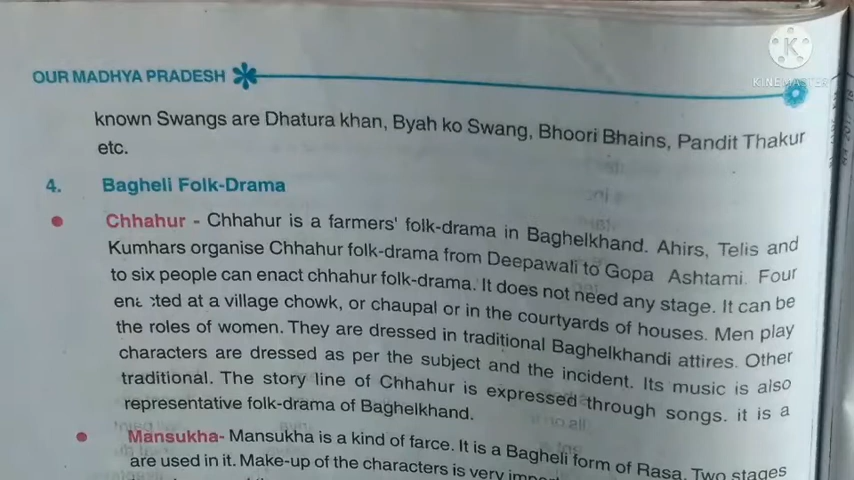 KINEMASTER
OUR MADHYA PRADESH
known Swangs are Dhatura khan, Byah ko Swang, Bhoori Bhains, Pandit Thakur
etc.
4. Bagheli Folk-Drama
Chhahur - Chhahur is a farmers' folk-drama in Baghelkhand. Ahirs, Telis and
Kumhars organise Chhahur folk-drama from Deepawali to Gopa Ashtami. Four
to six people can enact chhahur folk-drama. It does not need any stage. It can be
enacted at a village chowk, or chaupal or in the courtyards of houses. Men play
the roles of women. They are dressed in traditional Baghelkhandi attires. Other
characters are dressed as per the subject and the incident. Its music is also
traditional. The story line of Chhahur is expressed through songs. it is a
representative folk-drama of Baghelkhand.
Mansukha- Mansukha is a kind of farce. It is a Bagheli form of Rasa. Two stages
are used in it. Make-up of the characters is very